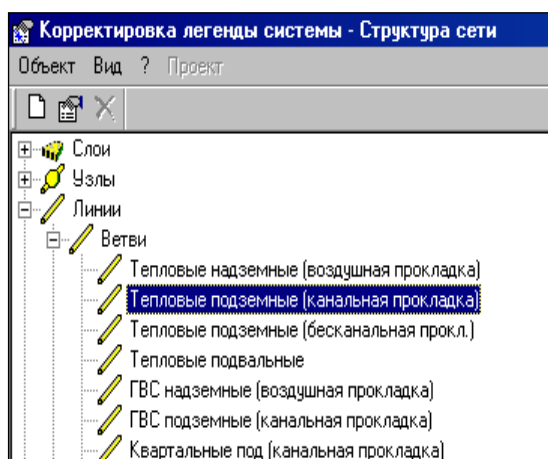 Корректировка легенды системы - Структура сети
Объект Вид ? Проект
Слои
Узлы
Линии
Ветви
Тепловые надземные (воздушная прокладка)
Тепловые подземные (канальная прокладка)
Тепловые подземные (бесканальная прокл.)
Тепловые подвальные
ГВС надземные (воздушная прокладка)
ГВС подземные (канальная прокладка)
Квартальные под (канальная прокладка)